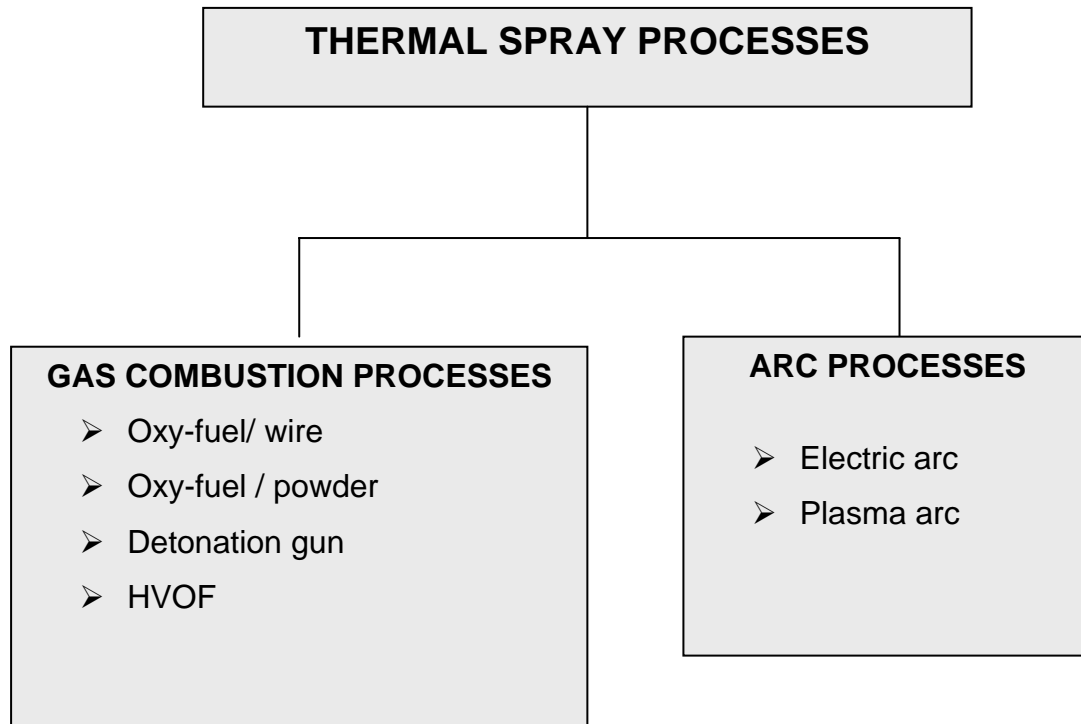 THERMAL SPRAY PROCESSES
GAS COMBUSTION PROCESSES
➢ Oxy-fuel/ wire
➢ Oxy-fuel / powder
➢ Detonation gun
➢ HVOF
ARC PROCESSES
➢ Electric arc
➢ Plasma arc